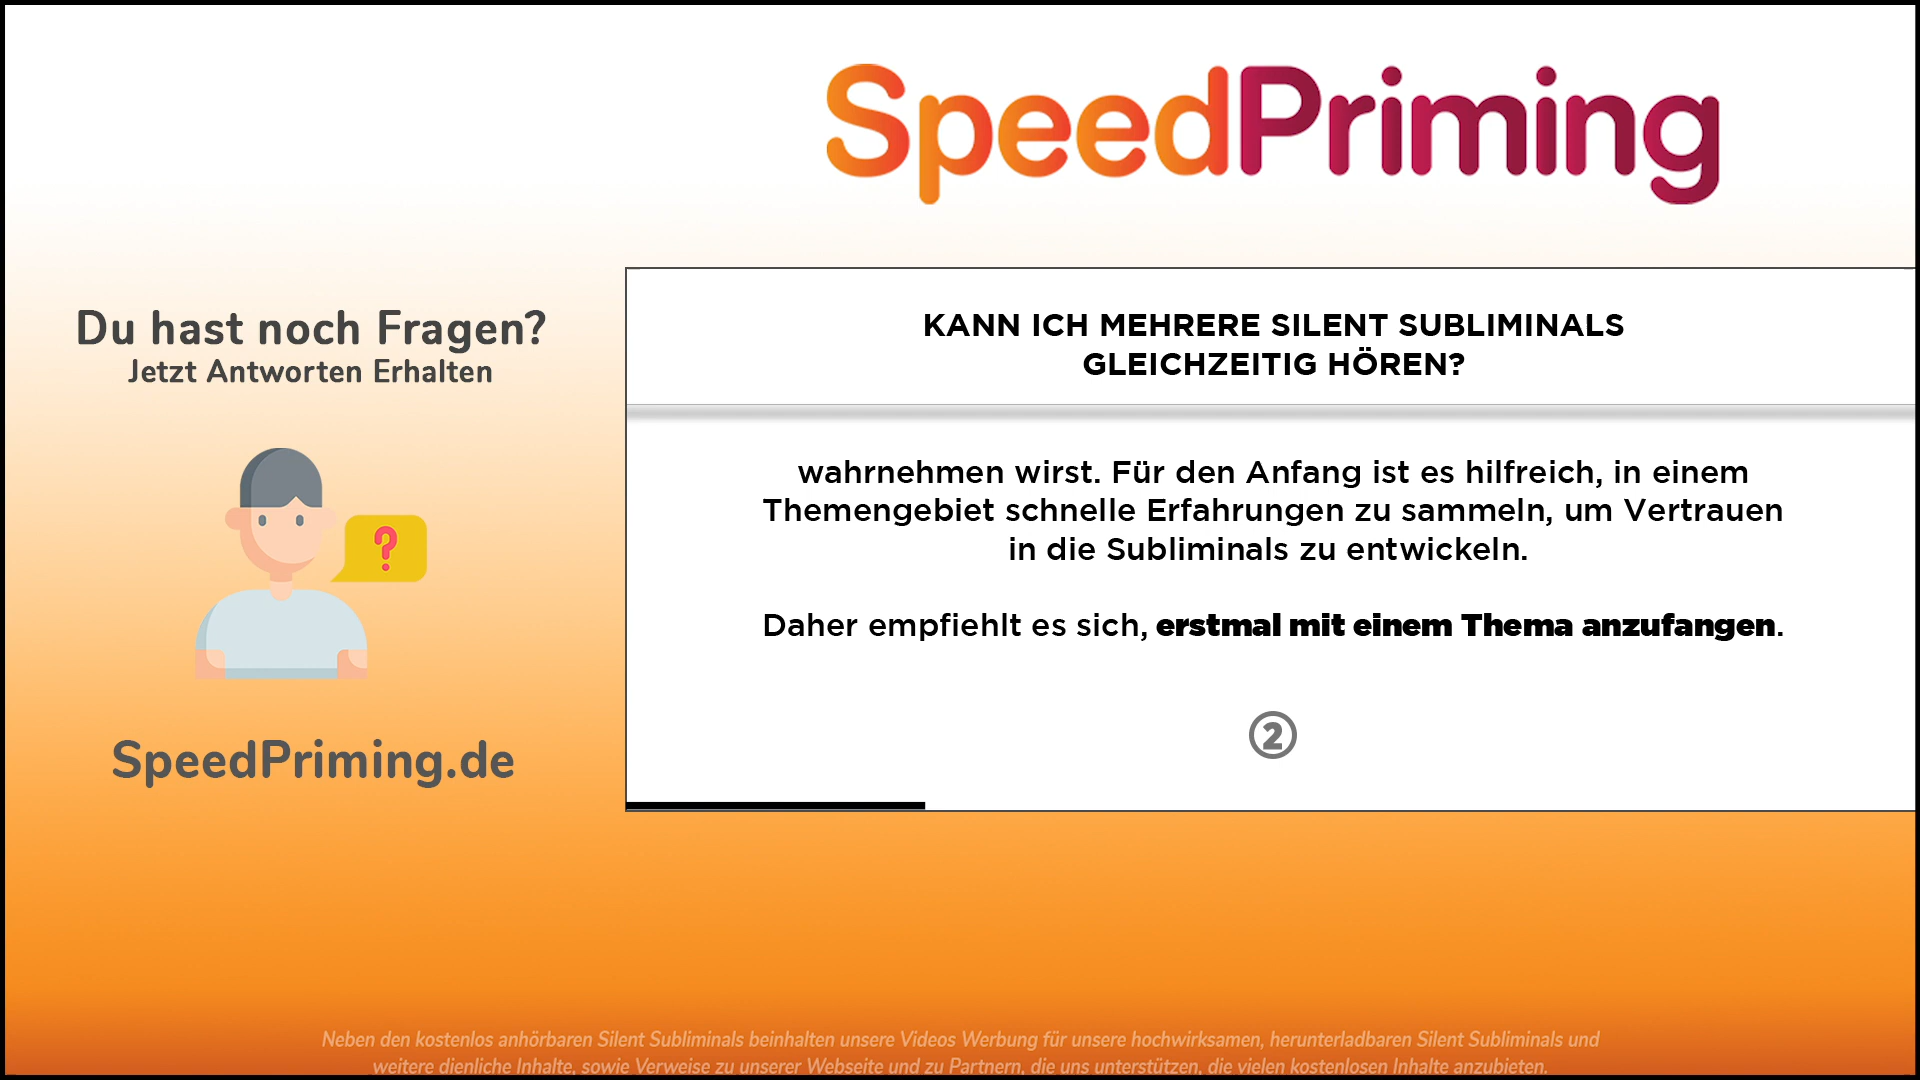 SpeedPriming
Du hast noch Fragen?
Jetzt Antworten Erhalten
?
SpeedPriming.de
KANN ICH MEHRERE SILENT SUBLIMINALS
GLEICHZEITIG HÖREN?
wahrnehmen wirst. Für den Anfang ist es hilfreich, in einem
Themengebiet schnelle Erfahrungen zu sammeln, um Vertrauen
in die Subliminals zu entwickeln.
Daher empfiehlt es sich, erstmal mit einem Thema anzufangen.
2
Neben den kostenlos anhörbaren Silent Subliminals beinhalten unsere Videos Werbung für unsere hochwirksamen, herunterladbaren Silent Subliminals und
weitere dienliche Inhalte, sowie Verweise zu unserer Webseite und zu Partnern, die uns unterstützen, die vielen kostenlosen Inhalte anzubieten.